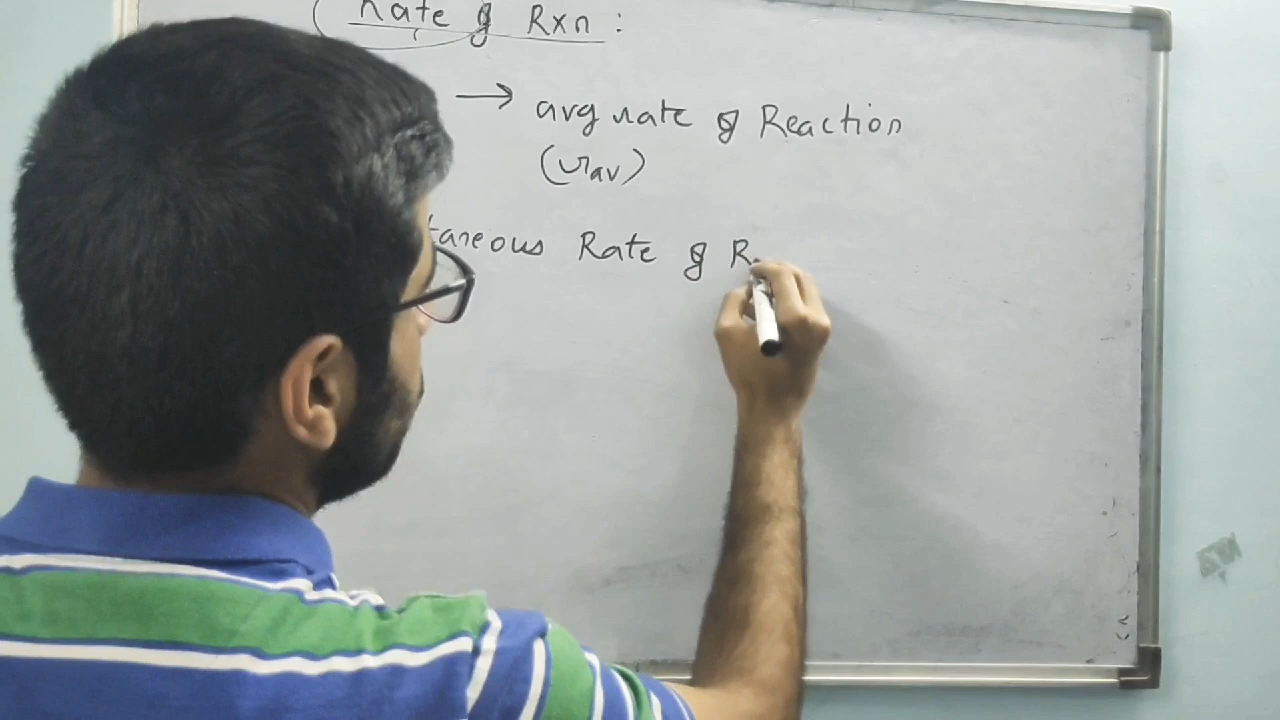 Rate of Rxn :
→ avg rate of Reaction
(rav)
taneous Rate of R